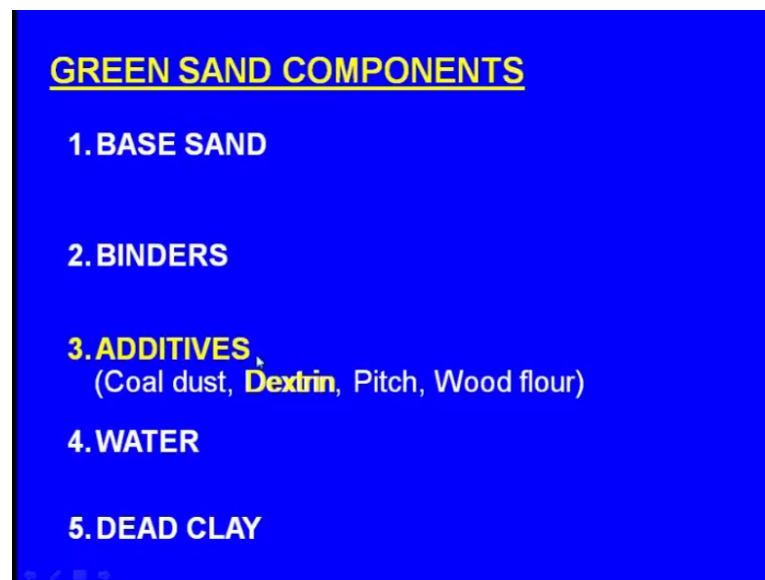 GREEN SAND COMPONENTS
1. BASE SAND
2. BINDERS
3. ADDITIVES
(Coal dust, Dextrin, Pitch, Wood flour)
4. WATER
5. DEAD CLAY